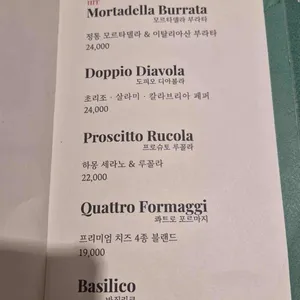 HIT
Mortadella Burrata
모르타델라 부라타
정통 모르타델라 & 이탈리아산 부라타
24,000
Doppio Diavola
도피오 디아볼라
초리조 · 살라미 · 칼라브리아 페퍼
24,000
Proscitto Rucola
프로슈토 루꼴라
하몽 세라노 & 루꼴라
22,000
Quattro Formaggi
콰트로 포르마지
프리미엄 치즈 4종 블렌드
19,000
Basilico